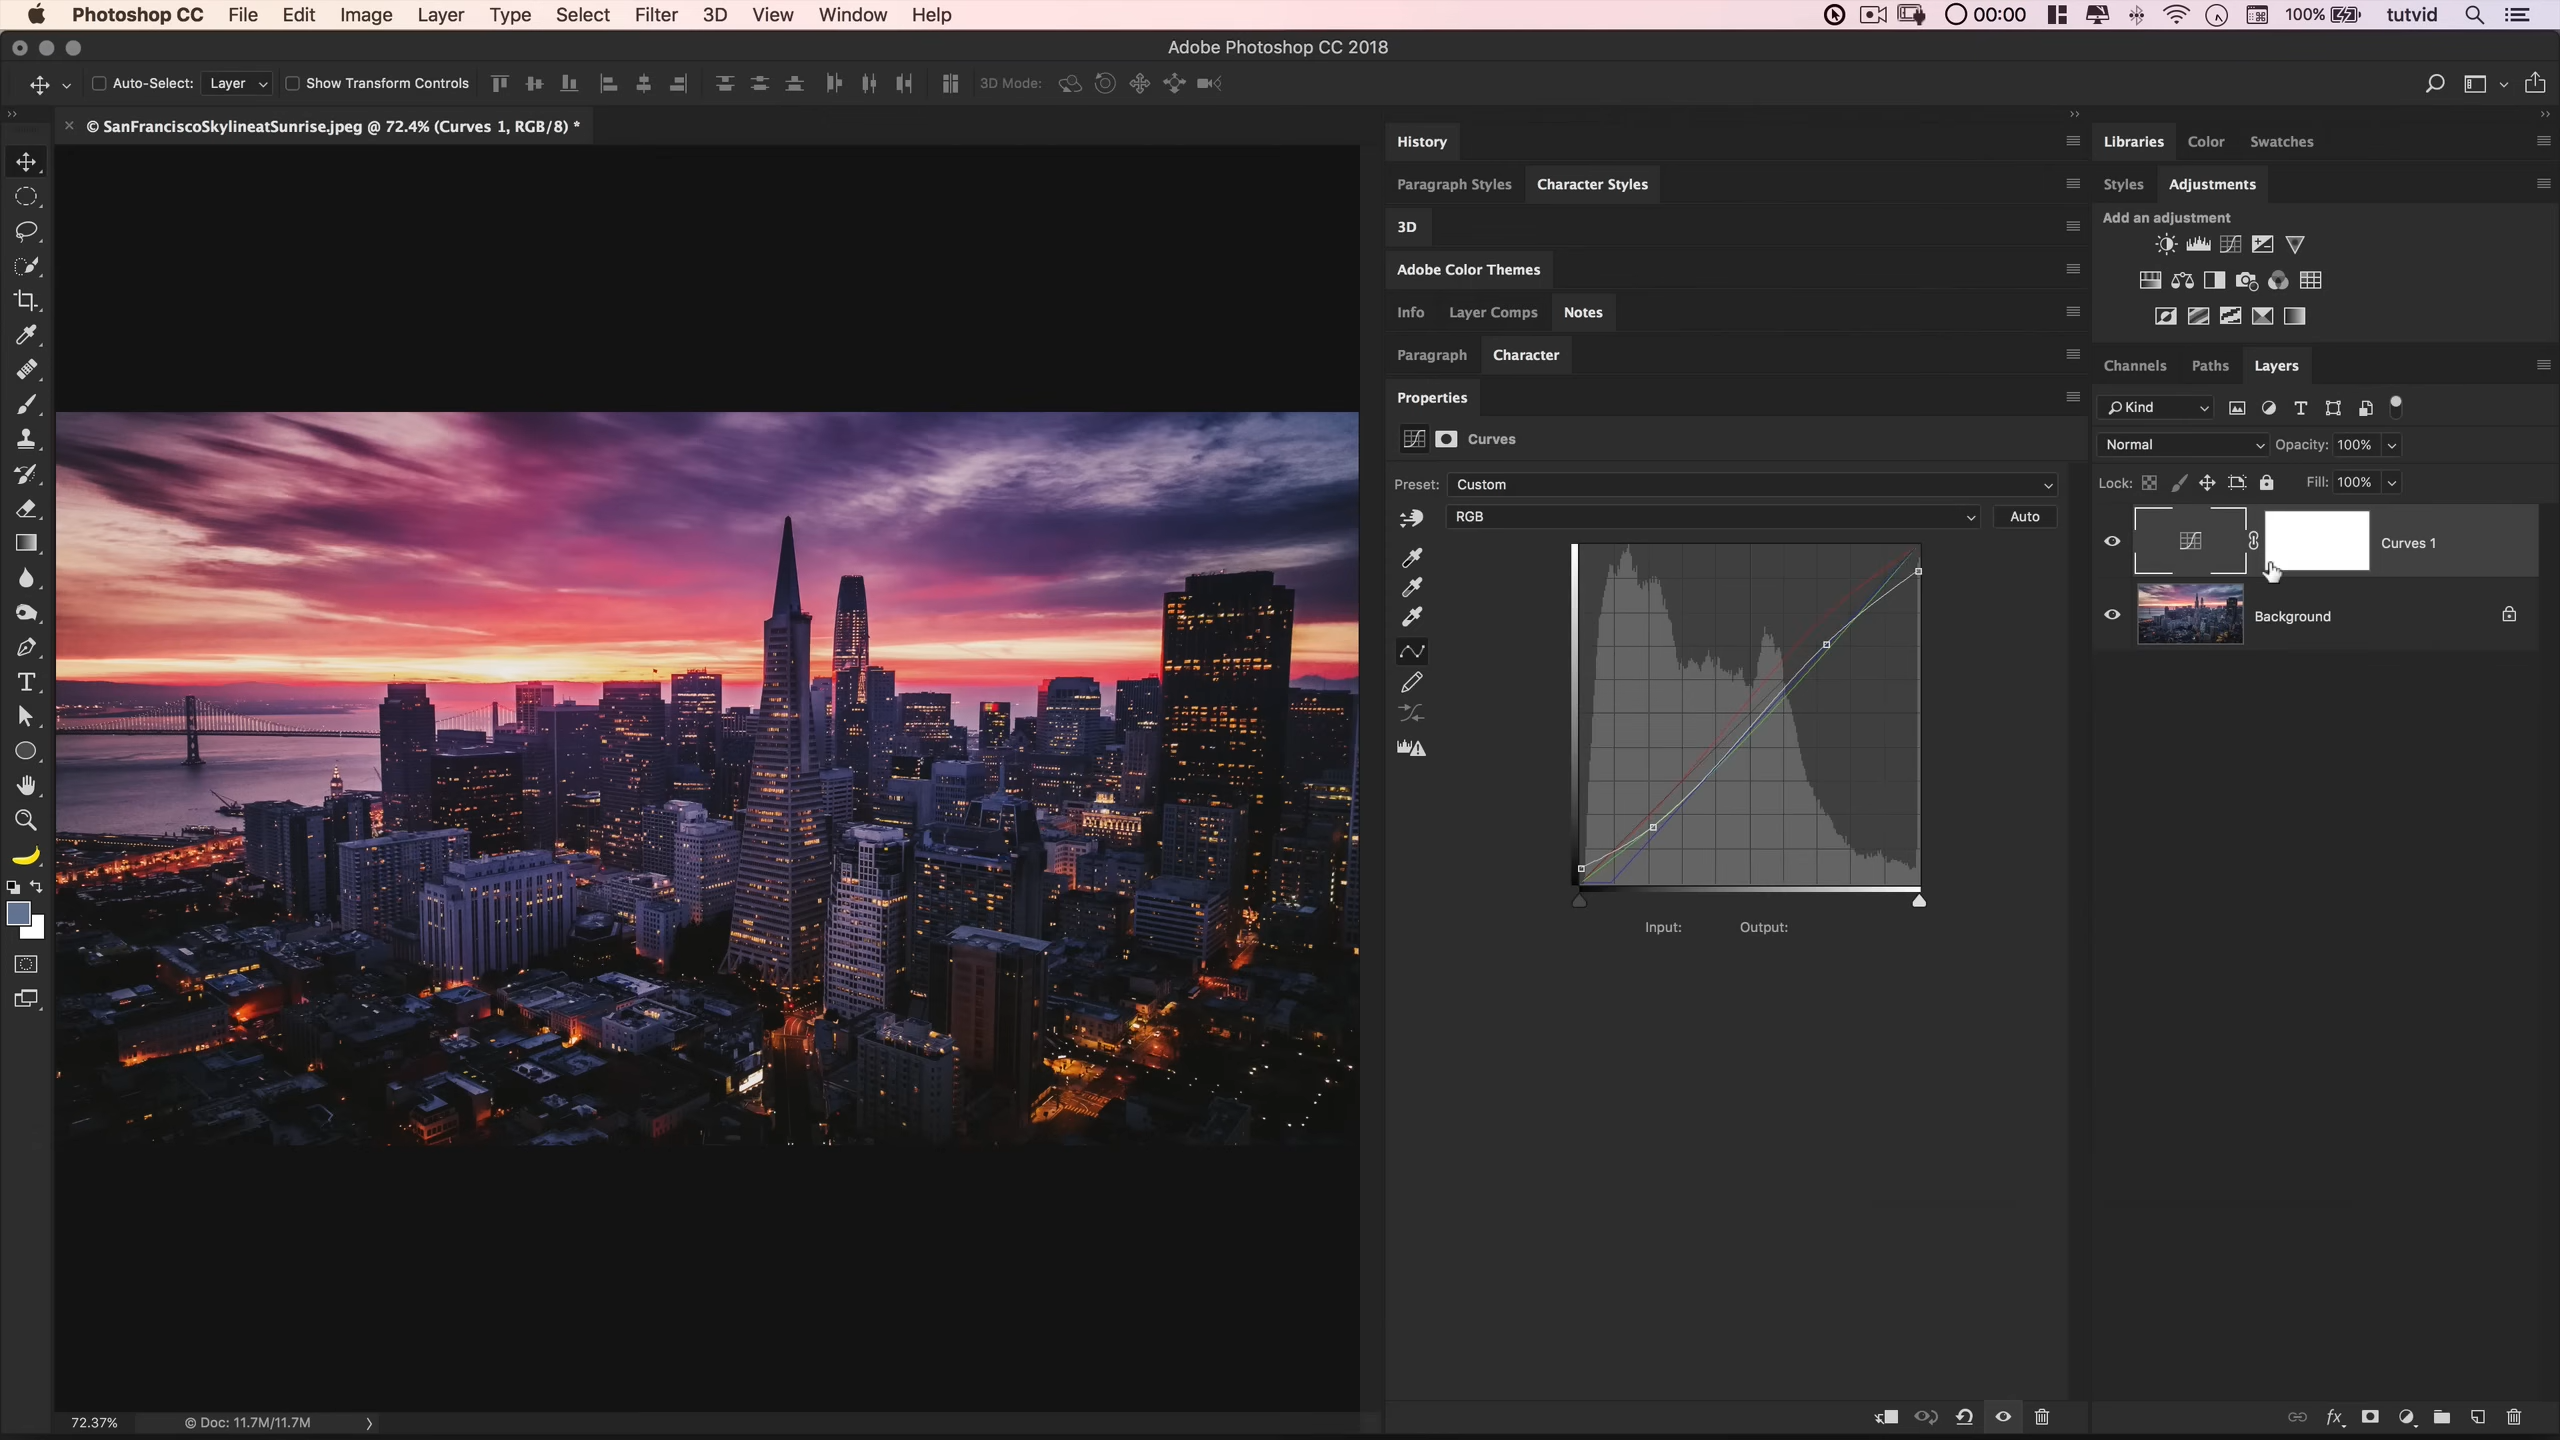 Photoshop CC File Edit Image Layer Type Select Filter 3D View Window Help 00:00 100% tutvid
Adobe Photoshop CC 2018
Auto-Select: Layer Show Transform Controls 3D Mode:
© SanFranciscoSkylineatSunrise.jpeg @ 72.4% (Curves 1, RGB/8) *
History
Paragraph Styles Character Styles
3D
Adobe Color Themes
Info Layer Comps Notes
Paragraph Character
Properties
Curves
Preset: Custom
RGB Auto
Input: Output:
Libraries Color Swatches
Styles Adjustments
Add an adjustment
Channels Paths Layers
Kind
Normal Opacity: 100%
Lock: Fill: 100%
Curves 1
Background
fx
72.37% © Doc: 11.7M/11.7M